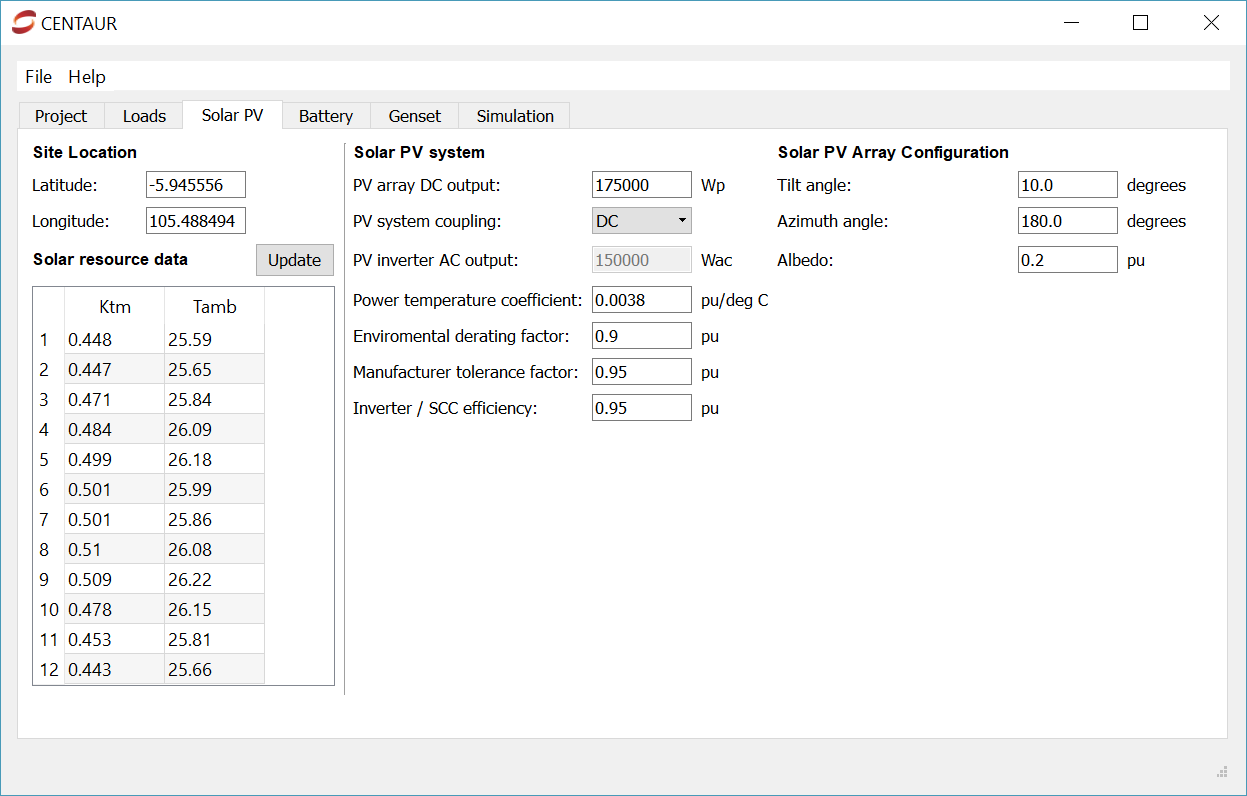 CENTAUR
File Help
Project Loads Solar PV Battery Genset Simulation
Site Location
Latitude: -5.945556
Longitude: 105.488494
Solar resource data Update
Ktm Tamb
1 0.448 25.59
2 0.447 25.65
3 0.471 25.84
4 0.484 26.09
5 0.499 26.18
6 0.501 25.99
7 0.501 25.86
8 0.51 26.08
9 0.509 26.22
10 0.478 26.15
11 0.453 25.81
12 0.443 25.66
Solar PV system
PV array DC output: 175000 Wp
PV system coupling: DC
PV inverter AC output: 150000 Wac
Power temperature coefficient: 0.0038 pu/deg C
Enviromental derating factor: 0.9 pu
Manufacturer tolerance factor: 0.95 pu
Inverter / SCC efficiency: 0.95 pu
Solar PV Array Configuration
Tilt angle: 10.0 degrees
Azimuth angle: 180.0 degrees
Albedo: 0.2 pu